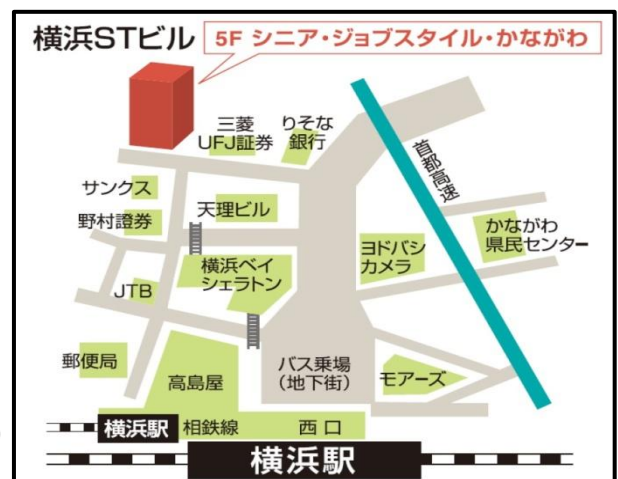 横浜STビル
5F シニア・ジョブスタイル・かながわ
三菱
UFJ証券
りそな
銀行
首都高速
サンクス
野村證券
天理ビル
ヨドバシ
カメラ
かながわ
県民センター
横浜ベイ
シェラトン
JTB
郵便局
高島屋
バス乗場
(地下街)
モアーズ
横浜駅
相鉄線
西口
横浜駅